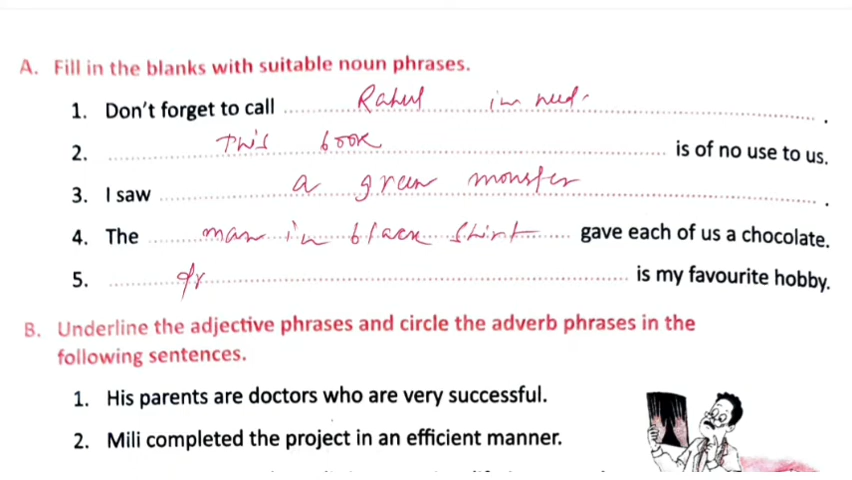 A. Fill in the blanks with suitable noun phrases.
1. Don't forget to call Rahul in need.
2. This book is of no use to us.
3. I saw a green monster.
4. The man in black shirt gave each of us a chocolate.
5. is my favourite hobby.
B. Underline the adjective phrases and circle the adverb phrases in the
following sentences.
1. His parents are doctors who are very successful.
2. Mili completed the project in an efficient manner.